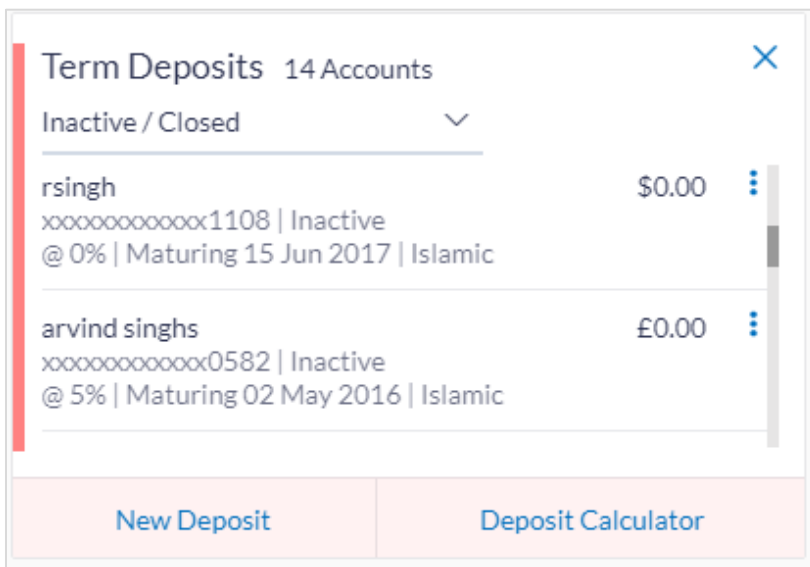 Term Deposits 14 Accounts
Inactive / Closed
rsingh $0.00
xxxxxxxxxxxx1108 | Inactive
@ 0% | Maturing 15 Jun 2017 | Islamic
arvind singhs £0.00
xxxxxxxxxxxx0582 | Inactive
@ 5% | Maturing 02 May 2016 | Islamic
New Deposit Deposit Calculator